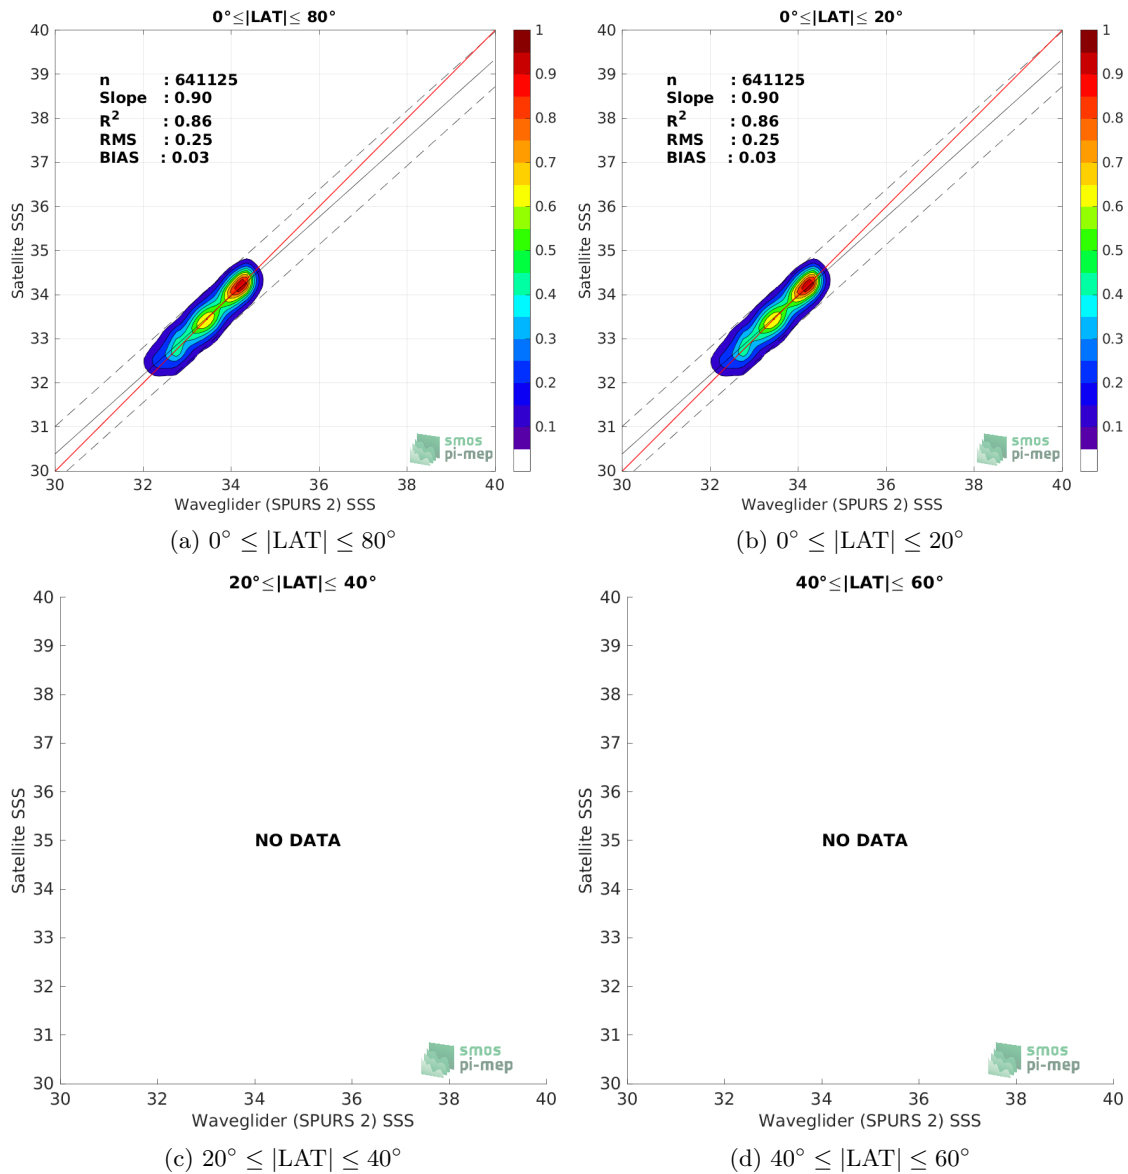 0°≤|LAT|≤ 80°
40
39
38
37
36
35
34
33
32
31
30
Satellite SSS
n : 641125
Slope : 0.90
R² : 0.86
RMS : 0.25
BIAS : 0.03
1
0.9
0.8
0.7
0.6
0.5
0.4
0.3
0.2
0.1
smos
pi-mep
30 32 34 36 38 40
Waveglider (SPURS 2) SSS
(a) 0° ≤ |LAT| ≤ 80°
0°≤|LAT|≤ 20°
40
39
38
37
36
35
34
33
32
31
30
Satellite SSS
n : 641125
Slope : 0.90
R² : 0.86
RMS : 0.25
BIAS : 0.03
1
0.9
0.8
0.7
0.6
0.5
0.4
0.3
0.2
0.1
smos
pi-mep
30 32 34 36 38 40
Waveglider (SPURS 2) SSS
(b) 0° ≤ |LAT| ≤ 20°
20°≤|LAT|≤ 40°
40
39
38
37
36
35
34
33
32
31
30
Satellite SSS
NO DATA
smos
pi-mep
30 32 34 36 38 40
Waveglider (SPURS 2) SSS
(c) 20° ≤ |LAT| ≤ 40°
40°≤|LAT|≤ 60°
40
39
38
37
36
35
34
33
32
31
30
Satellite SSS
NO DATA
smos
pi-mep
30 32 34 36 38 40
Waveglider (SPURS 2) SSS
(d) 40° ≤ |LAT| ≤ 60°